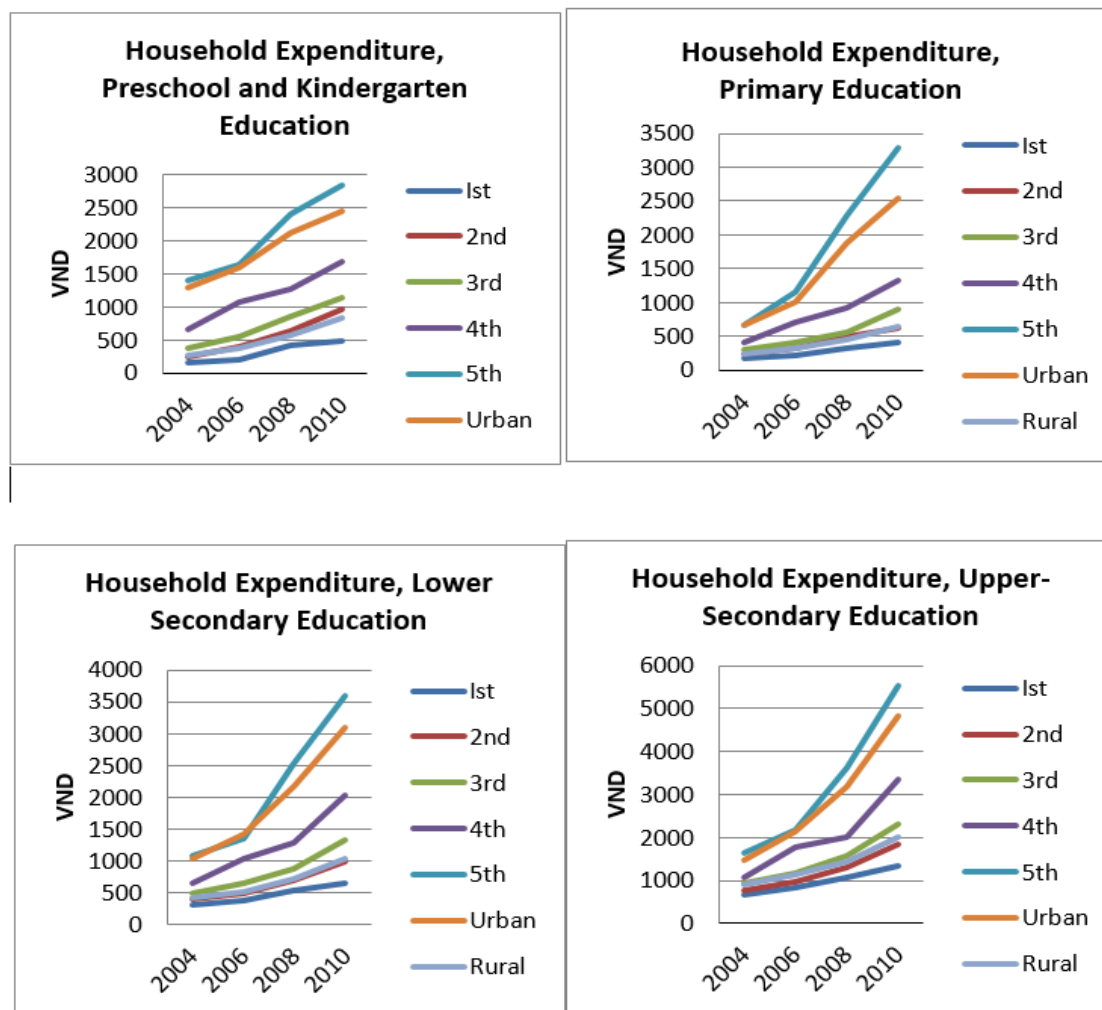 Household Expenditure,
Preschool and Kindergarten
Education
3000
2500
2000
1500
1000
500
0
VND
2004
2006
2008
2010
Ist
2nd
3rd
4th
5th
Urban
Household Expenditure,
Primary Education
3500
3000
2500
2000
1500
1000
500
0
VND
2004
2006
2008
2010
Ist
2nd
3rd
4th
5th
Urban
Rural
Household Expenditure, Lower
Secondary Education
4000
3500
3000
2500
2000
1500
1000
500
0
VND
2004
2006
2008
2010
Ist
2nd
3rd
4th
5th
Urban
Rural
Household Expenditure, Upper-
Secondary Education
6000
5000
4000
3000
2000
1000
0
VND
2004
2006
2008
2010
Ist
2nd
3rd
4th
5th
Urban
Rural